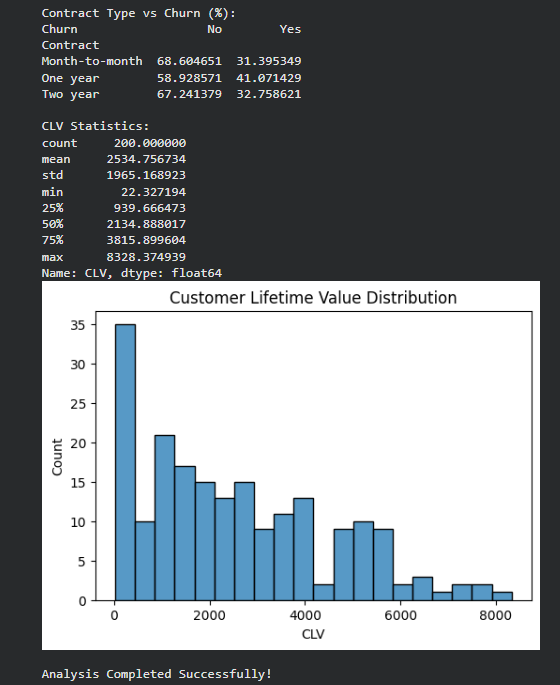 Contract Type vs Churn (%):
Churn                   No        Yes
Contract
Month-to-month  68.604651  31.395349
One year        58.928571  41.071429
Two year        67.241379  32.758621
CLV Statistics:
count     200.000000
mean     2534.756734
std      1965.168923
min        22.327194
25%       939.666473
50%      2134.888017
75%      3815.899604
max      8328.374939
Name: CLV, dtype: float64
Customer Lifetime Value Distribution
35
30
25
20
15
10
5
0
Count
0 2000 4000 6000 8000
CLV
Analysis Completed Successfully!